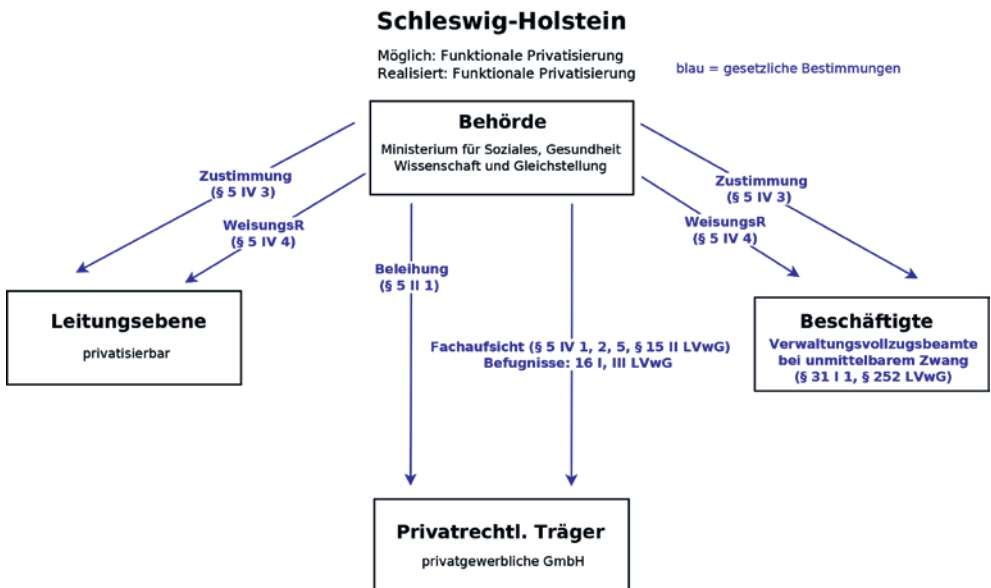 Schleswig-Holstein
Möglich: Funktionale Privatisierung
Realisiert: Funktionale Privatisierung
blau = gesetzliche Bestimmungen
Behörde
Ministerium für Soziales, Gesundheit
Wissenschaft und Gleichstellung
Zustimmung
(§ 5 IV 3)
WeisungsR
(§ 5 IV 4)
Zustimmung
(§ 5 IV 3)
WeisungsR
(§ 5 IV 4)
Beleihung
(§ 5 II 1)
Leitungsebene
privatisierbar
Fachaufsicht (§ 5 IV 1, 2, 5, § 15 II LVwG)
Befugnisse: 16 I, III LVwG
Beschäftigte
Verwaltungsvollzugsbeamte
bei unmittelbarem Zwang
(§ 31 I 1, § 252 LVwG)
Privatrechtl. Träger
privatgewerbliche GmbH